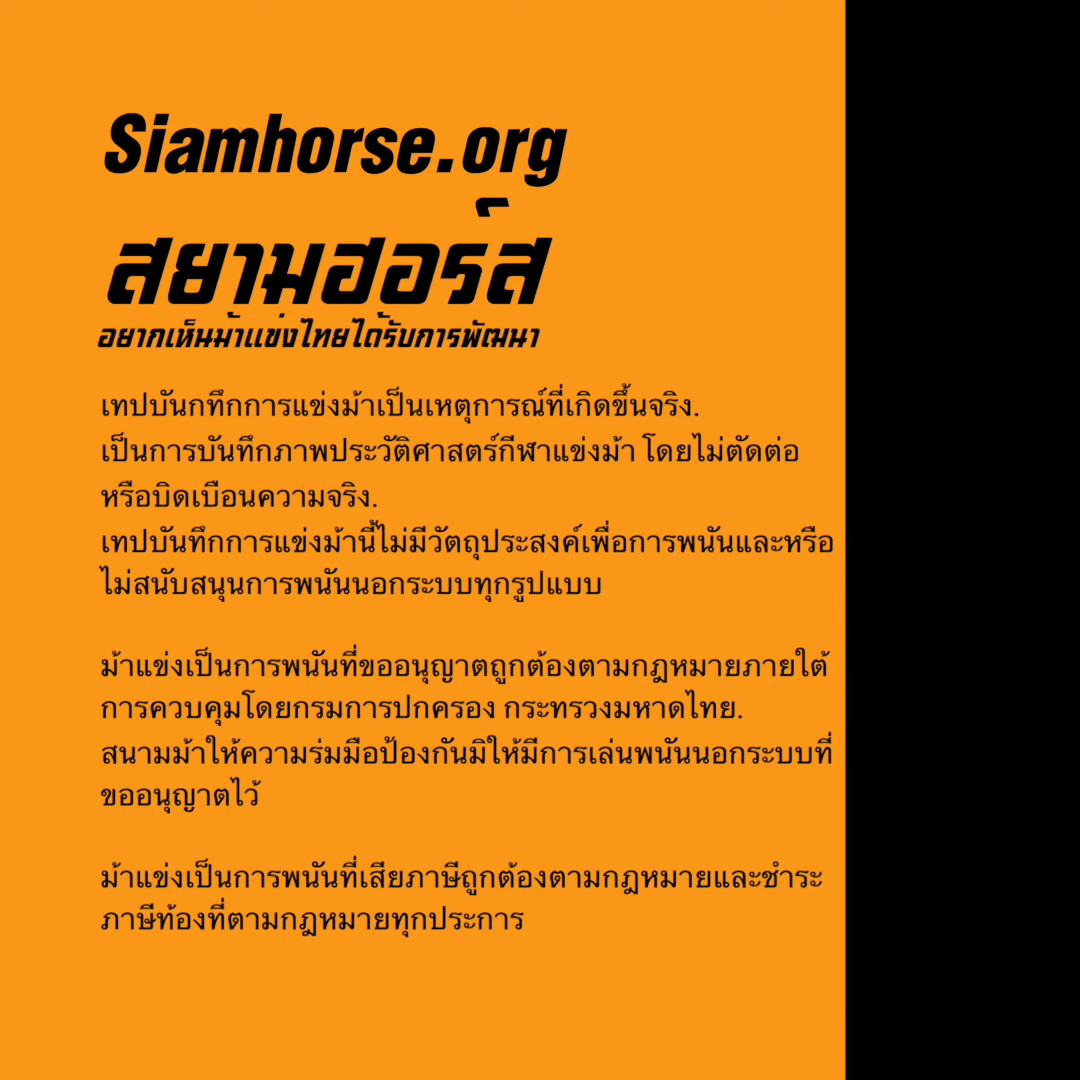 Siamhorse.org
สยามฮอร์ส
อยากเห็นม้าแข่งไทยได้รับการพัฒนา
เทปบันกทึกการแข่งม้าเป็นเหตุการณ์ที่เกิดขึ้นจริง.
เป็นการบันทึกภาพประวัติศาสตร์กีฬาแข่งม้า โดยไม่ตัดต่อ
หรือบิดเบือนความจริง.
เทปบันทึกการแข่งม้านี้ไม่มีวัตถุประสงค์เพื่อการพนันและหรือ
ไม่สนับสนุนการพนันนอกระบบทุกรูปแบบ
ม้าแข่งเป็นการพนันที่ขออนุญาตถูกต้องตามกฎหมายภายใต้
การควบคุมโดยกรมการปกครอง กระทรวงมหาดไทย.
สนามม้าให้ความร่มมือป้องกันมิให้มีการเล่นพนันนอกระบบที่
ขออนุญาตไว้
ม้าแข่งเป็นการพนันที่เสียภาษีถูกต้องตามกฎหมายและชำระ
ภาษีท้องที่ตามกฎหมายทุกประการ